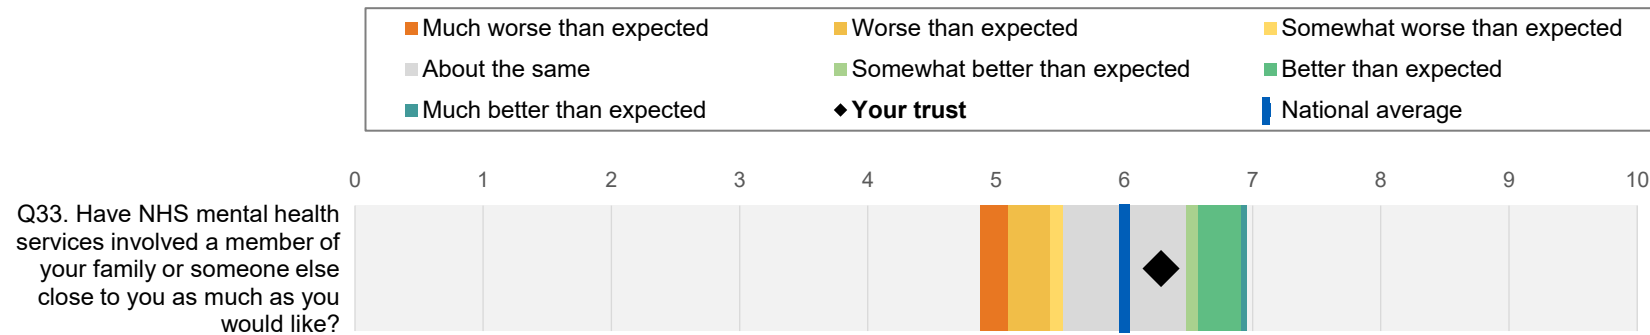 Much worse than expected
Worse than expected
Somewhat worse than expected
About the same
Somewhat better than expected
Better than expected
Much better than expected
Your trust
National average
0 1 2 3 4 5 6 7 8 9 10
Q33. Have NHS mental health
services involved a member of
your family or someone else
close to you as much as you
would like?